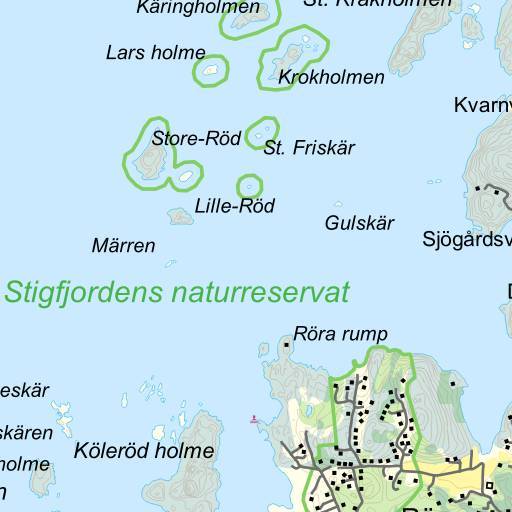 Käringholmen
St. Kråkholmen
Lars holme
Krokholmen
Kvarnv
Store-Röd
St. Friskär
Lille-Röd
Gulskär
Märren
Sjögårdsv
Stigfjordens naturreservat
Röra rump
eskär
skären
Köleröd holme
holme